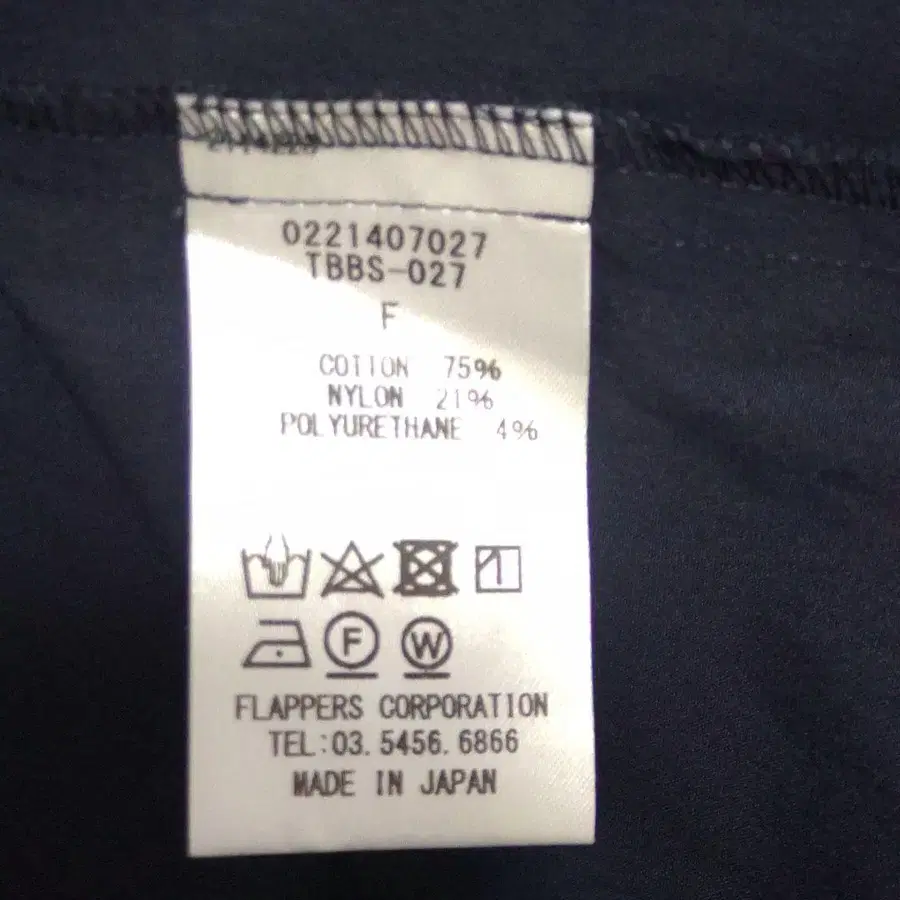 0221407027
TBBS-027
F
COTTON 75%
NYLON 21%
POLYURETHANE 4%
F W
FLAPPERS CORPORATION
TEL:03. 5456. 6866
MADE IN JAPAN